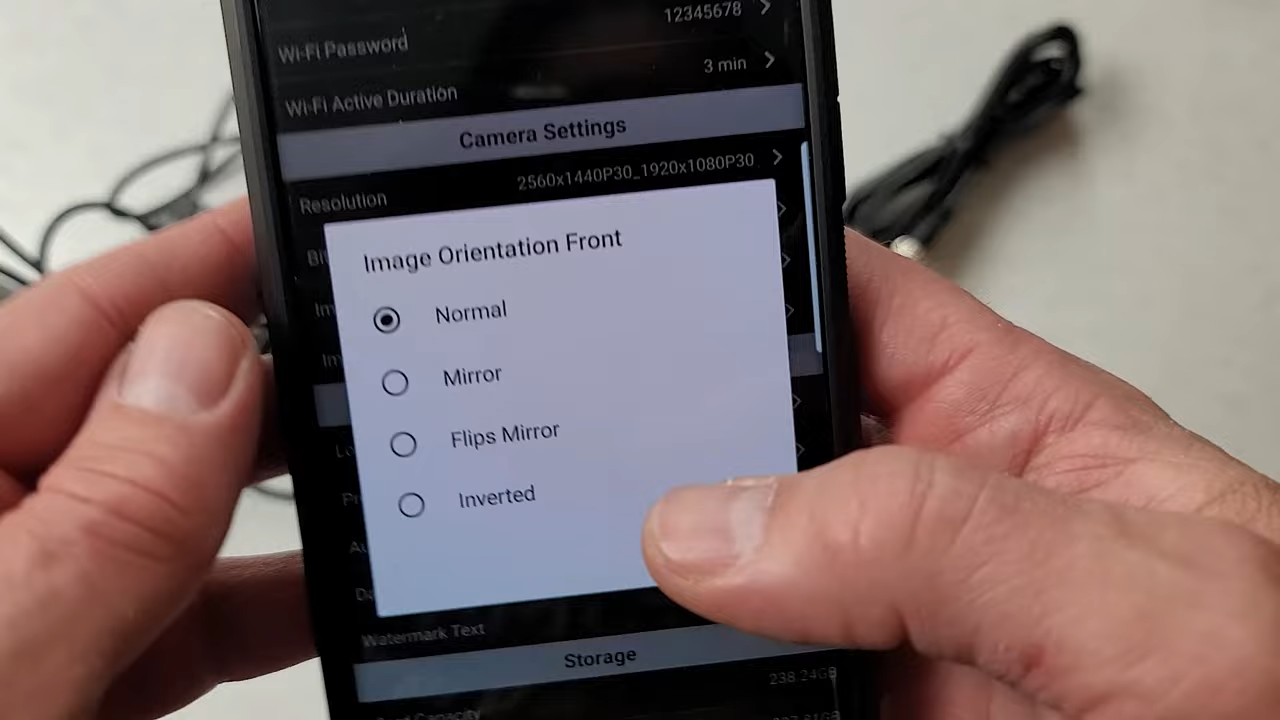 12345678
Wi-Fi Password
3 min
Wi-Fi Active Duration
Camera Settings
2560x1440P30_1920x1080P30
Resolution
Image Orientation Front
Normal
Mirror
Flips Mirror
Inverted
Watermark Text
Storage
238.24GB
Capacity